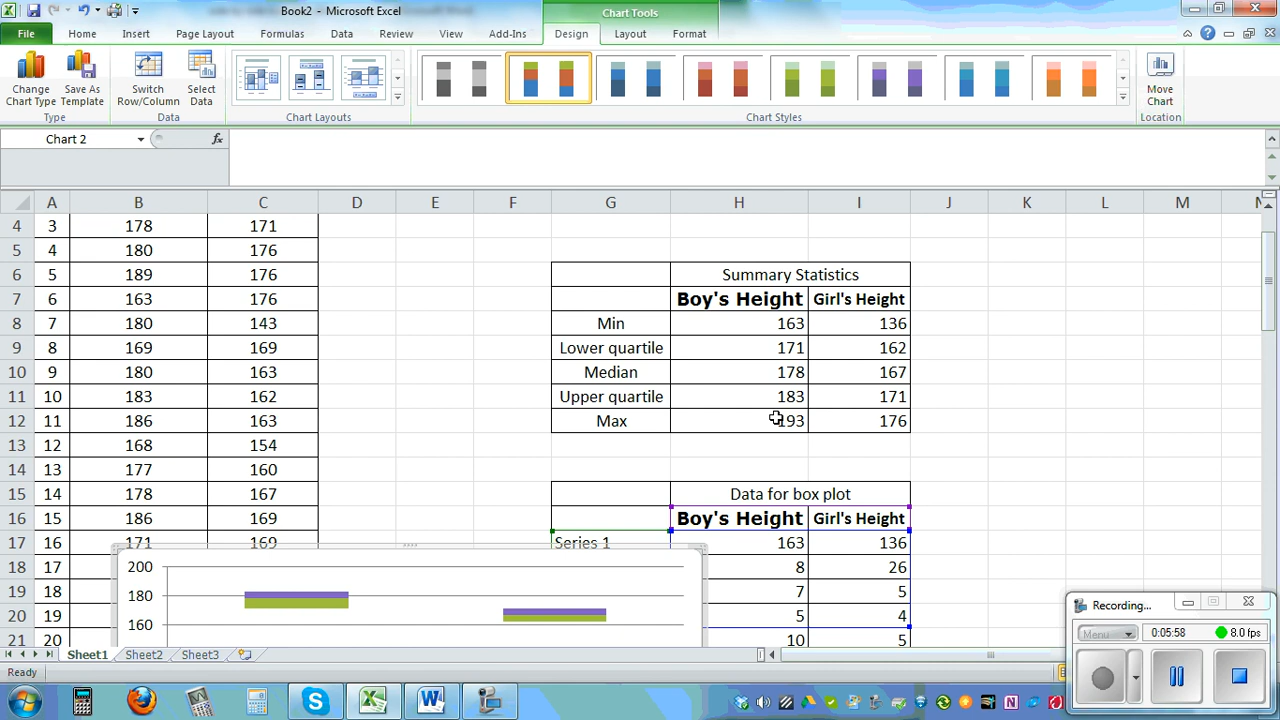 Book2 - Microsoft Excel
Chart Tools
File Home Insert Page Layout Formulas Data Review View Add-Ins Design Layout Format
Change Chart Type
Save As Template
Switch Row/Column
Select Data
Move Chart
Type Data Chart Layouts Chart Styles Location
Chart 2 fx
A B C D E F G H I J K L M N
4 3 178 171
5 4 180 176
6 5 189 176 Summary Statistics
7 6 163 176 Boy's Height Girl's Height
8 7 180 143 Min 163 136
9 8 169 169 Lower quartile 171 162
10 9 180 163 Median 178 167
11 10 183 162 Upper quartile 183 171
12 11 186 163 Max 193 176
13 12 168 154
14 13 177 160
15 14 178 167 Data for box plot
16 15 186 169 Boy's Height Girl's Height
17 16 171 169 Series 1 163 136
18 17 8 26
19 18 7 5
20 19 5 4
21 20 10 5
200
180
160
Recording...
Menu 0:05:58 8.0 fps
Sheet1 Sheet2 Sheet3
Ready